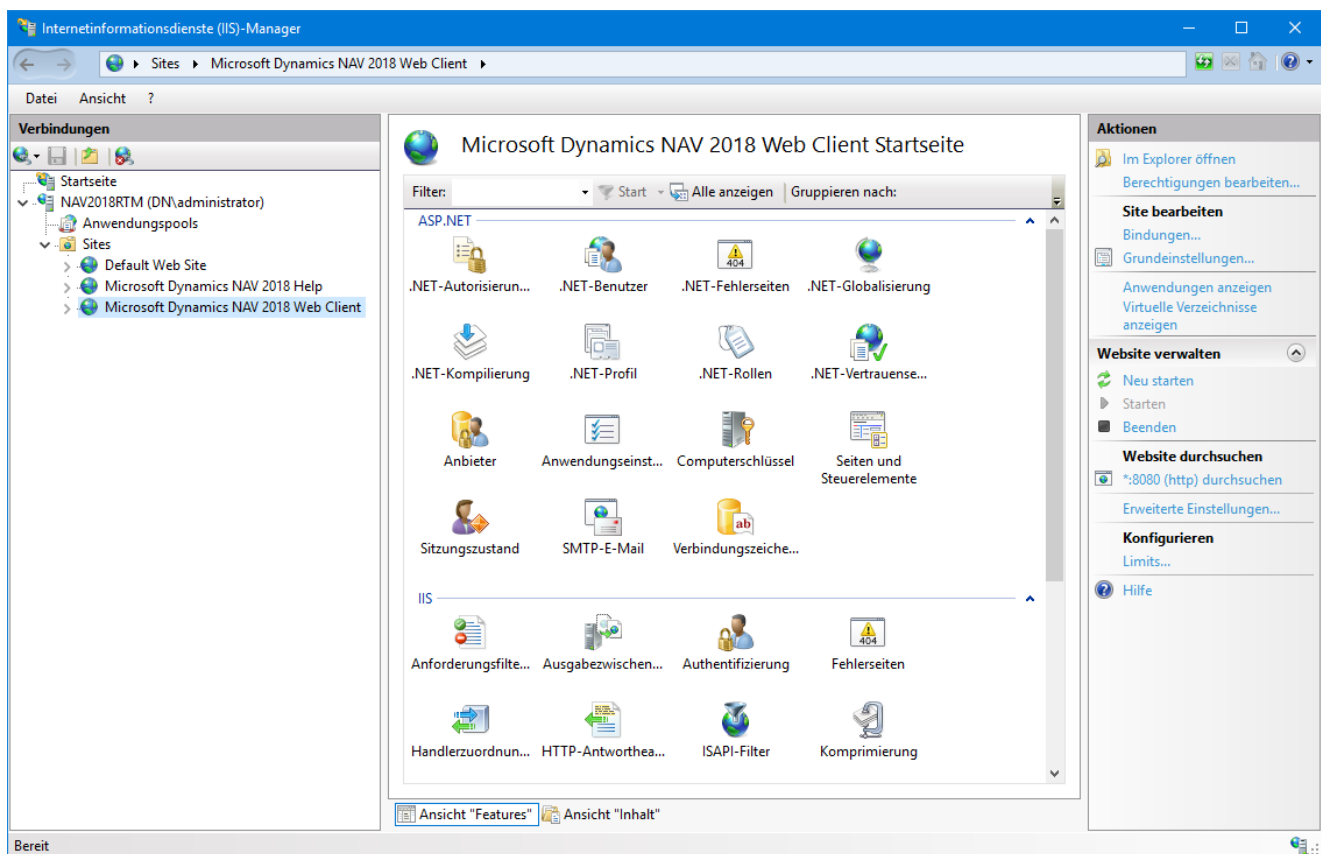 Internetinformationsdienste (IIS)-Manager
Sites Microsoft Dynamics NAV 2018 Web Client
Datei Ansicht ?
Verbindungen
Startseite
NAV2018RTM (DN\administrator)
Anwendungspools
Sites
Default Web Site
Microsoft Dynamics NAV 2018 Help
Microsoft Dynamics NAV 2018 Web Client
Microsoft Dynamics NAV 2018 Web Client Startseite
Filter: Start Alle anzeigen Gruppieren nach:
ASP.NET
.NET-Autorisierun... .NET-Benutzer .NET-Fehlerseiten .NET-Globalisierung
.NET-Kompilierung .NET-Profil .NET-Rollen .NET-Vertrauense...
Anbieter Anwendungseinst... Computerschlüssel Seiten und
Steuerelemente
Sitzungszustand SMTP-E-Mail Verbindungszeiche...
IIS
Anforderungsfilte... Ausgabezwischen... Authentifizierung Fehlerseiten
Handlerzuordnun... HTTP-Antworthea... ISAPI-Filter Komprimierung
Ansicht "Features" Ansicht "Inhalt"
Aktionen
Im Explorer öffnen
Berechtigungen bearbeiten...
Site bearbeiten
Bindungen...
Grundeinstellungen...
Anwendungen anzeigen
Virtuelle Verzeichnisse
anzeigen
Website verwalten
Neu starten
Starten
Beenden
Website durchsuchen
*:8080 (http) durchsuchen
Erweiterte Einstellungen...
Konfigurieren
Limits...
Hilfe
Bereit